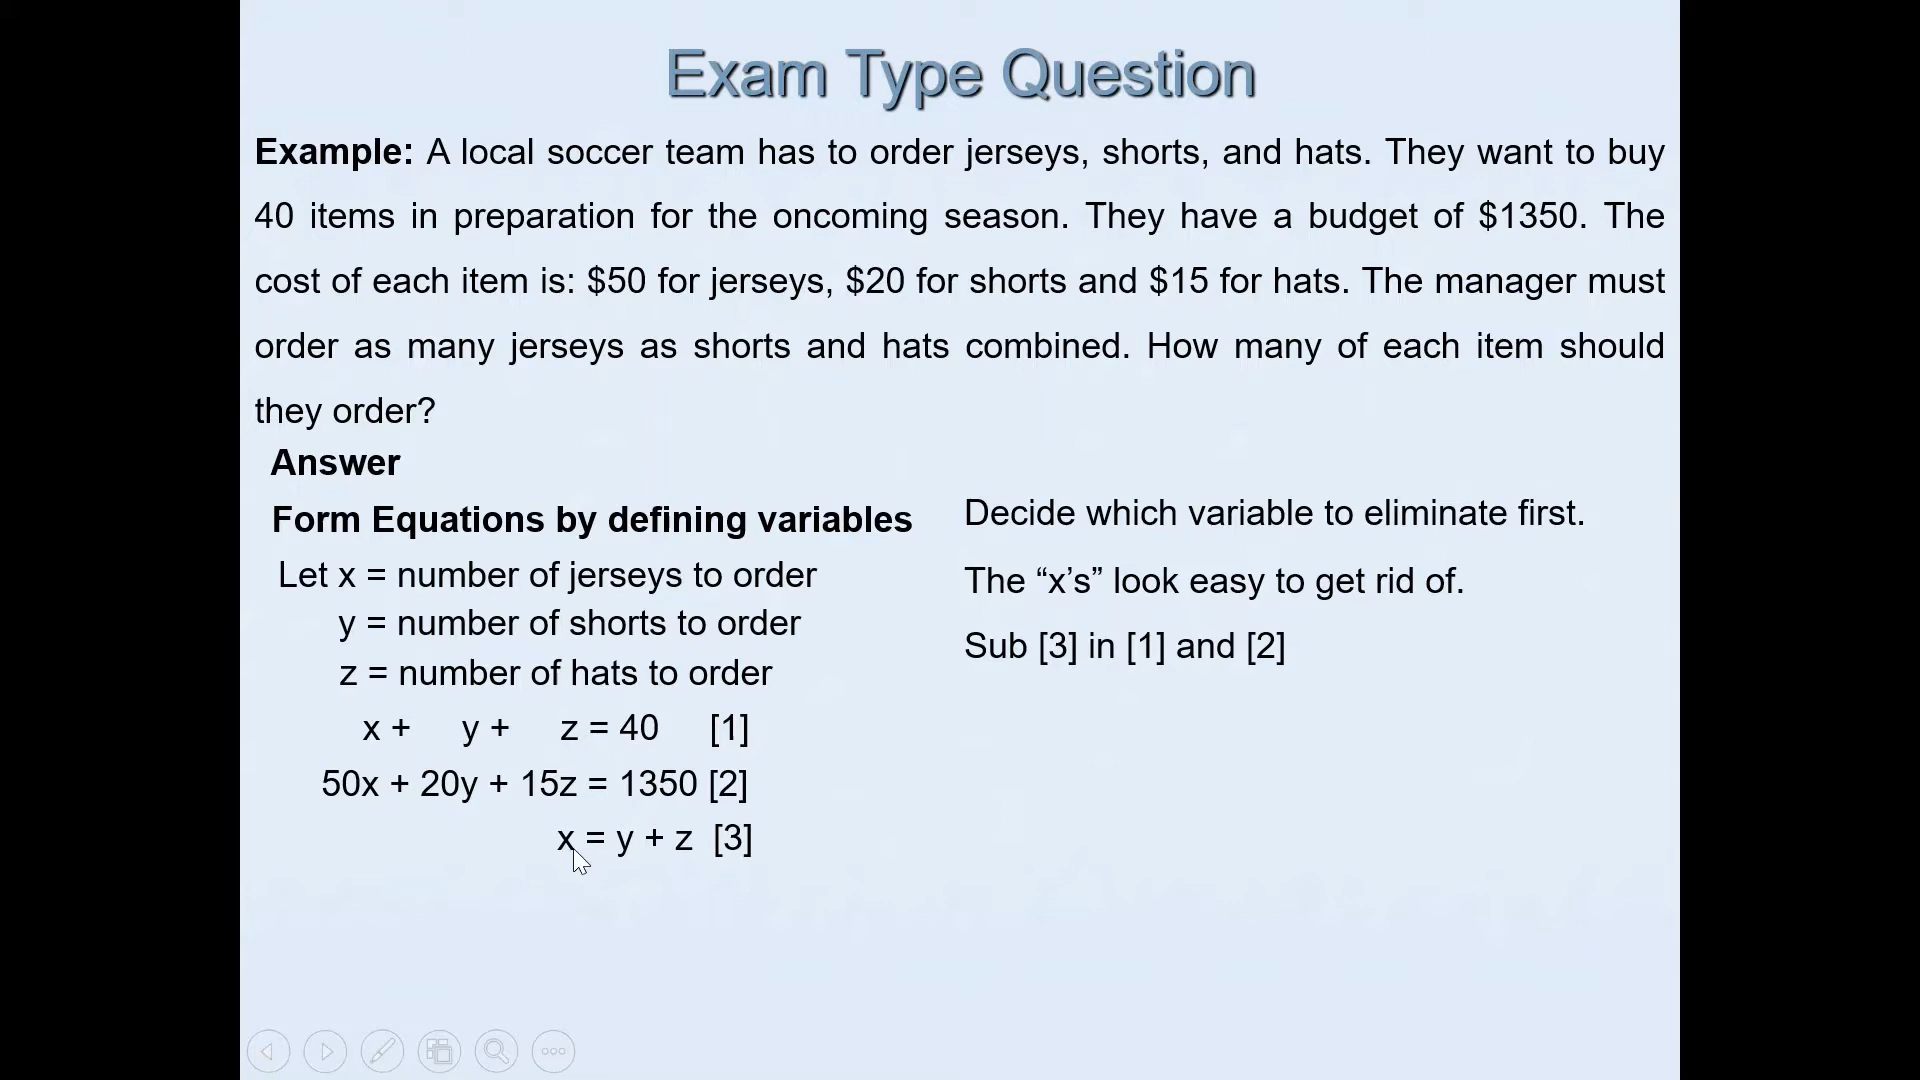 Exam Type Question
Example: A local soccer team has to order jerseys, shorts, and hats. They want to buy
40 items in preparation for the oncoming season. They have a budget of $1350. The
cost of each item is: $50 for jerseys, $20 for shorts and $15 for hats. The manager must
order as many jerseys as shorts and hats combined. How many of each item should
they order?
Answer
Form Equations by defining variables
Let x = number of jerseys to order
y = number of shorts to order
z = number of hats to order
x + y + z = 40 [1]
50x + 20y + 15z = 1350 [2]
x = y + z [3]
Decide which variable to eliminate first.
The “x’s” look easy to get rid of.
Sub [3] in [1] and [2]